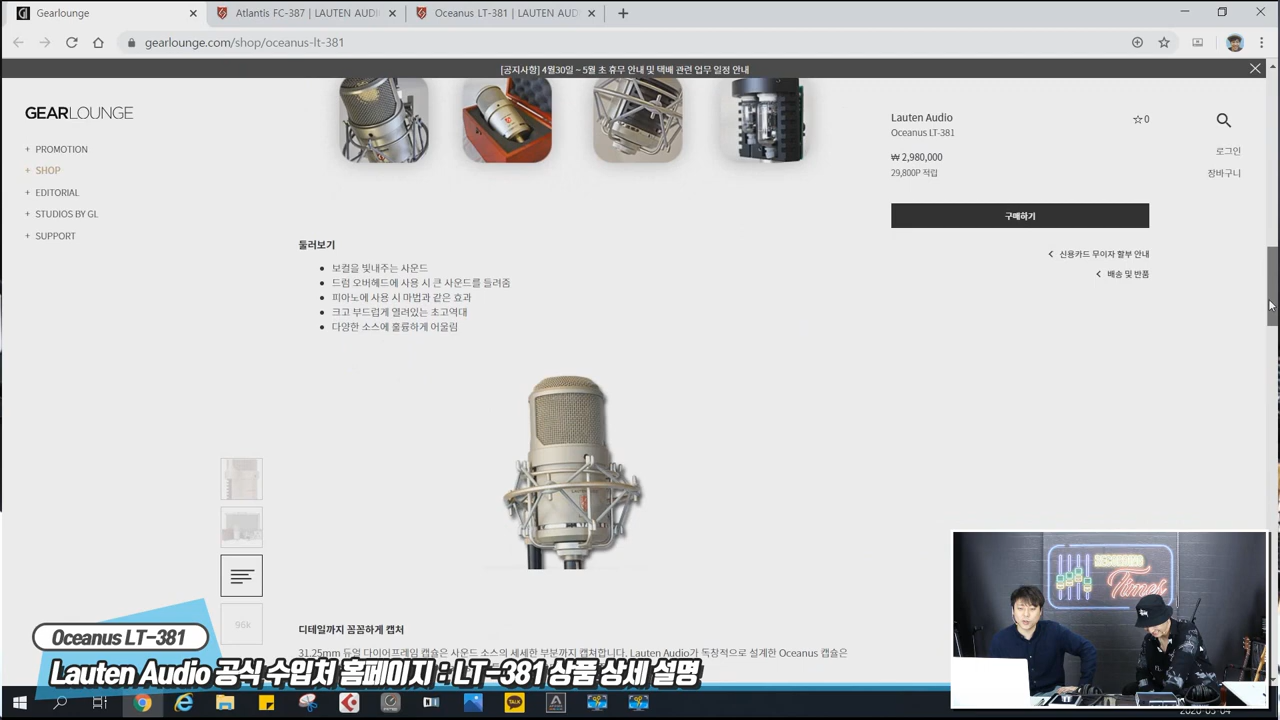 Gearlounge
Atlantis FC-387 | LAUTEN AUDI
Oceanus LT-381 | LAUTEN AUD
gearlounge.com/shop/oceanus-lt-381
[공지사항] 4월30일 ~ 5월 초 휴무 안내 및 택배 관련 업무 일정 안내
GEARLOUNGE
+ PROMOTION
+ SHOP
+ EDITORIAL
+ STUDIOS BY GL
+ SUPPORT
Lauten Audio
☆0
Oceanus LT-381
₩ 2,980,000
29,800P 적립
구매하기
신용카드 무이자 할부 안내
배송 및 반품
로그인
장바구니
둘러보기
보컬을 빛내주는 사운드
드럼 오버헤드에 사용 시 큰 사운드를 들려줌
피아노에 사용 시 마법과 같은 효과
크고 부드럽게 열려있는 초고역대
다양한 소스에 훌륭하게 어울림
96k
디테일까지 꼼꼼하게 캡처
31.25mm 듀얼 다이어프레임 캡슐은 사운드 소스의 세세한 부분까지 캡쳐합니다. Lauten Audio가 독창적으로 설계한 Oceanus 캡슐은
Oceanus LT-381
Lauten Audio 공식 수입처 홈페이지 : LT-381 상품 상세 설명
TALK
Times